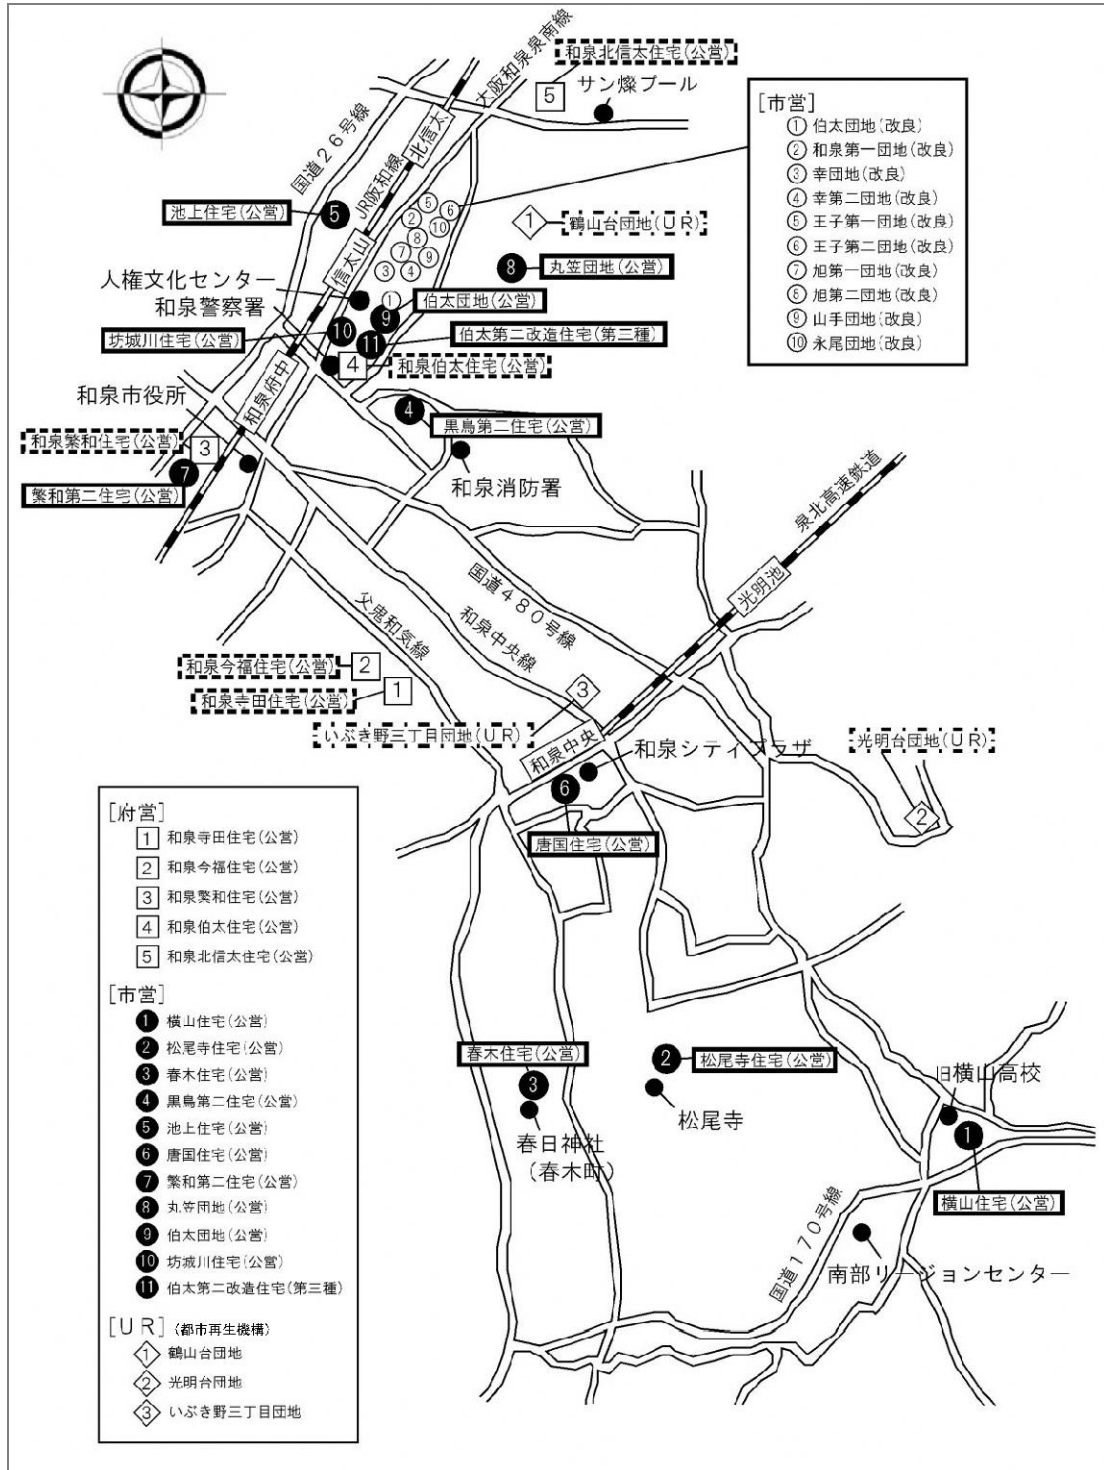 和泉北信太住宅(公営)
5
サン燦プール
大阪和泉泉南線
国道26号線
北信太
JR阪和線
[市営]
① 伯太団地(改良)
② 和泉第一団地(改良)
③ 幸団地(改良)
④ 幸第二団地(改良)
⑤ 王子第一団地(改良)
⑥ 王子第二団地(改良)
⑦ 旭第一団地(改良)
⑧ 旭第二団地(改良)
⑨ 山手団地(改良)
⑩ 永尾団地(改良)
池上住宅(公営)
5
⑤
②
⑥
⑩
⑧
⑦
⑨
③
④
①
1
鶴山台団地(UR)
信太山
8
丸笠団地(公営)
人権文化センター
和泉警察署
9
伯太団地(公営)
10
坊城川住宅(公営)
11
伯太第二改造住宅(第三種)
4
和泉伯太住宅(公営)
和泉府中
和泉市役所
4
黒鳥第二住宅(公営)
和泉繁和住宅(公営)
3
7
繁和第二住宅(公営)
和泉消防署
泉北高速鉄道
光明池
国道480号線
和泉中央線
父鬼和気線
和泉今福住宅(公営)
2
和泉寺田住宅(公営)
1
3
いぶき野三丁目団地(UR)
和泉中央
和泉シティプラザ
6
唐国住宅(公営)
光明台団地(UR)
2
[府営]
1 和泉寺田住宅(公営)
2 和泉今福住宅(公営)
3 和泉繁和住宅(公営)
4 和泉伯太住宅(公営)
5 和泉北信太住宅(公営)
[市営]
1 横山住宅(公営)
2 松尾寺住宅(公営)
3 春木住宅(公営)
4 黒鳥第二住宅(公営)
5 池上住宅(公営)
6 唐国住宅(公営)
7 繁和第二住宅(公営)
8 丸笠団地(公営)
9 伯太団地(公営)
10 坊城川住宅(公営)
11 伯太第二改造住宅(第三種)
[UR](都市再生機構)
1 鶴山台団地
2 光明台団地
3 いぶき野三丁目団地
春木住宅(公営)
3
春日神社
(春木町)
2
松尾寺住宅(公営)
松尾寺
旧横山高校
1
横山住宅(公営)
国道170号線
南部リージョンセンター